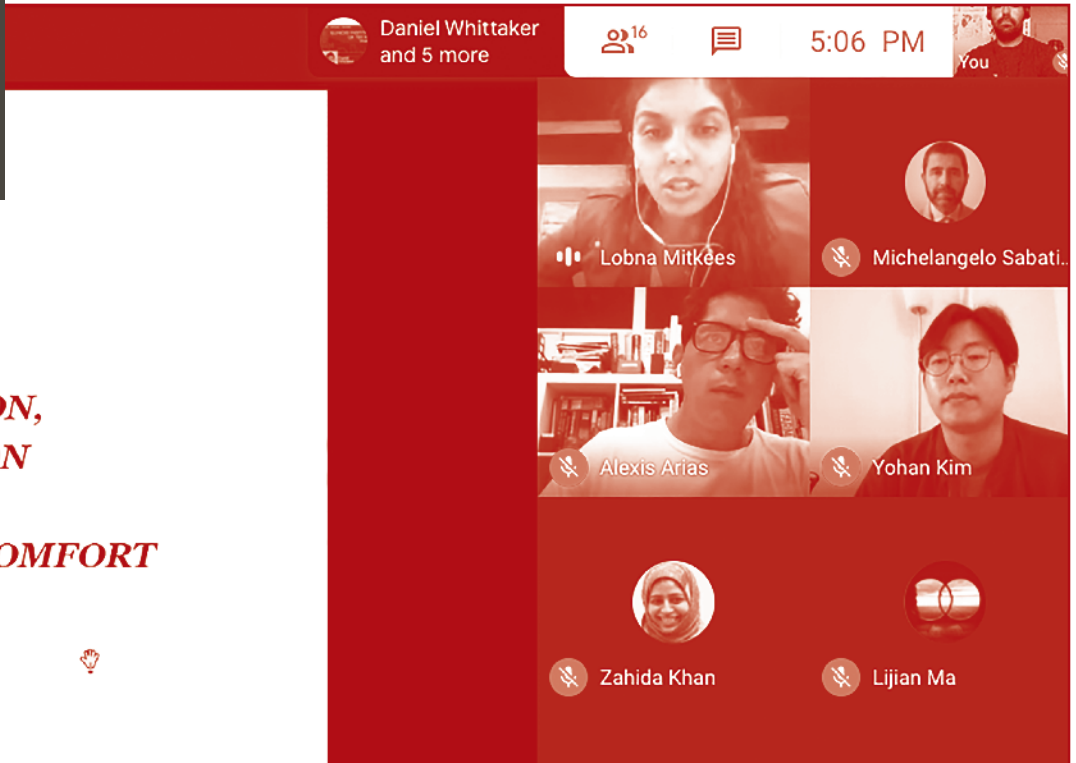 Daniel Whittaker
and 5 more
16
5:06 PM
You
Lobna Mitkees
Michelangelo Sabati..
ON,
N
Alexis Arias
Yohan Kim
OMFORT
Zahida Khan
Lijian Ma